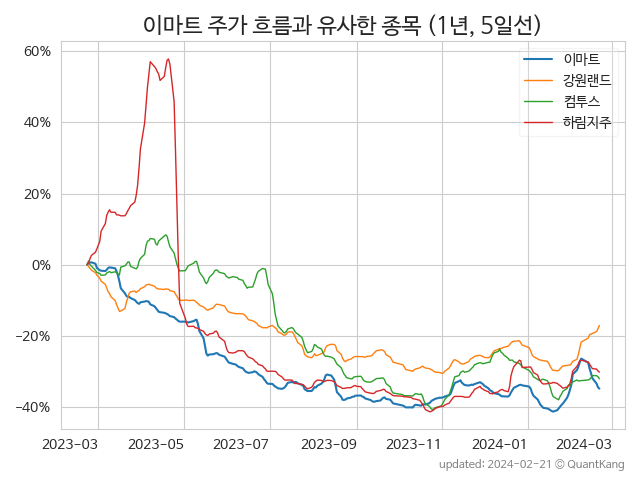 이마트 주가 흐름과 유사한 종목 (1년, 5일선)
이마트
강원랜드
컴투스
하림지주
60%
40%
20%
0%
−20%
−40%
2023-03 2023-05 2023-07 2023-09 2023-11 2024-01 2024-03
updated: 2024-02-21 © QuantKang